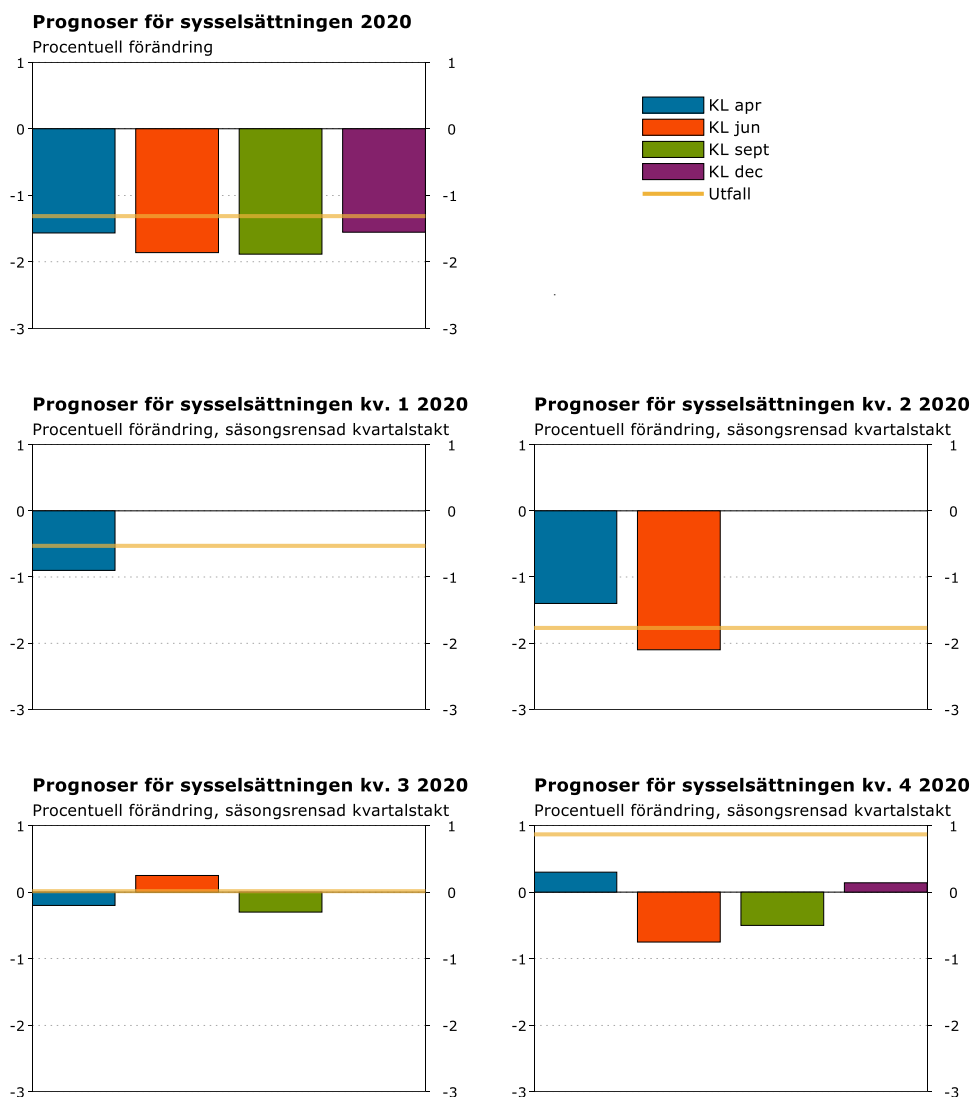 Prognoser för sysselsättningen 2020
Procentuell förändring
1 1
0 0
-1 -1
-2 -2
-3 -3
KL apr
KL jun
KL sept
KL dec
Utfall
Prognoser för sysselsättningen kv. 1 2020
Procentuell förändring, säsongsrensad kvartalstakt
1 1
0 0
-1 -1
-2 -2
-3 -3
Prognoser för sysselsättningen kv. 2 2020
Procentuell förändring, säsongsrensad kvartalstakt
1 1
0 0
-1 -1
-2 -2
-3 -3
Prognoser för sysselsättningen kv. 3 2020
Procentuell förändring, säsongsrensad kvartalstakt
1 1
0 0
-1 -1
-2 -2
-3 -3
Prognoser för sysselsättningen kv. 4 2020
Procentuell förändring, säsongsrensad kvartalstakt
1 1
0 0
-1 -1
-2 -2
-3 -3